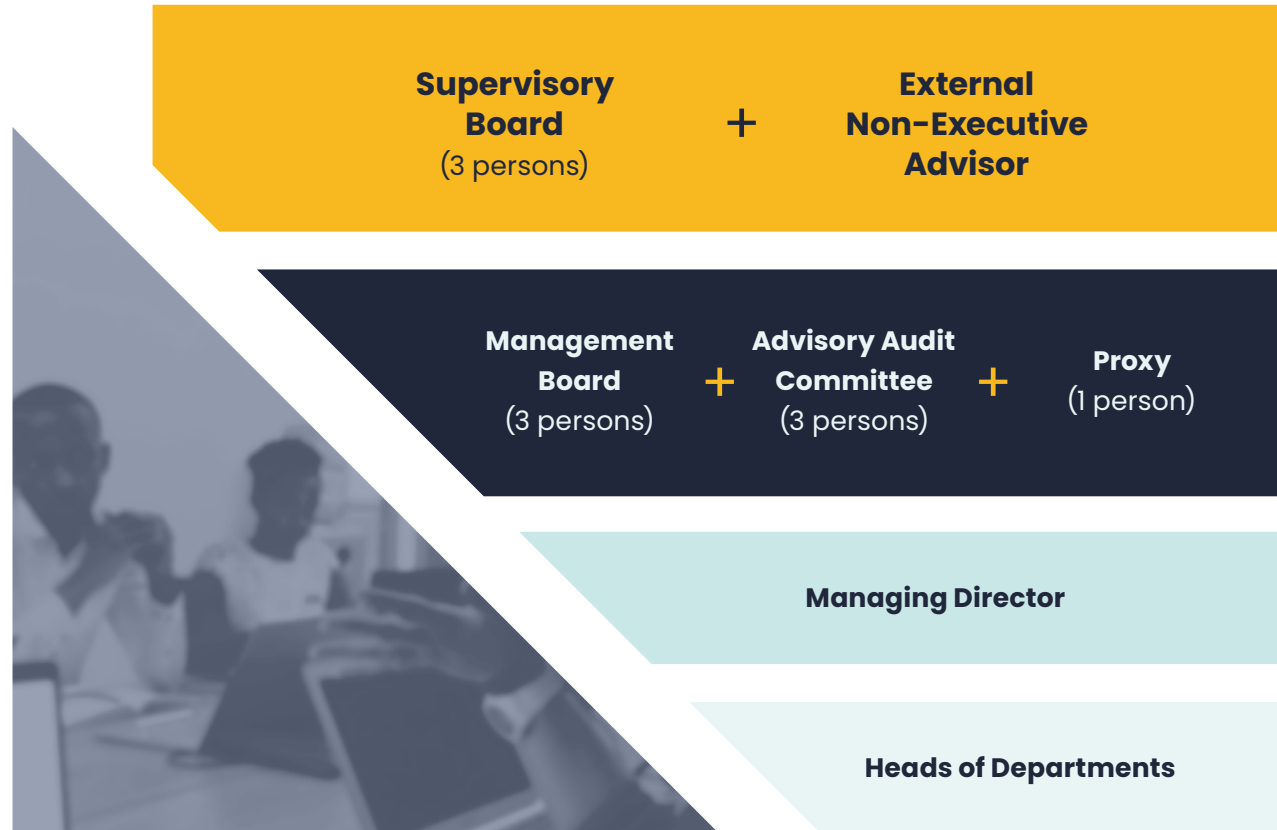 Supervisory
Board
(3 persons)
+
External
Non-Executive
Advisor
Management
Board
(3 persons)
+
Advisory Audit
Committee
(3 persons)
+
Proxy
(1 person)
Managing Director
Heads of Departments